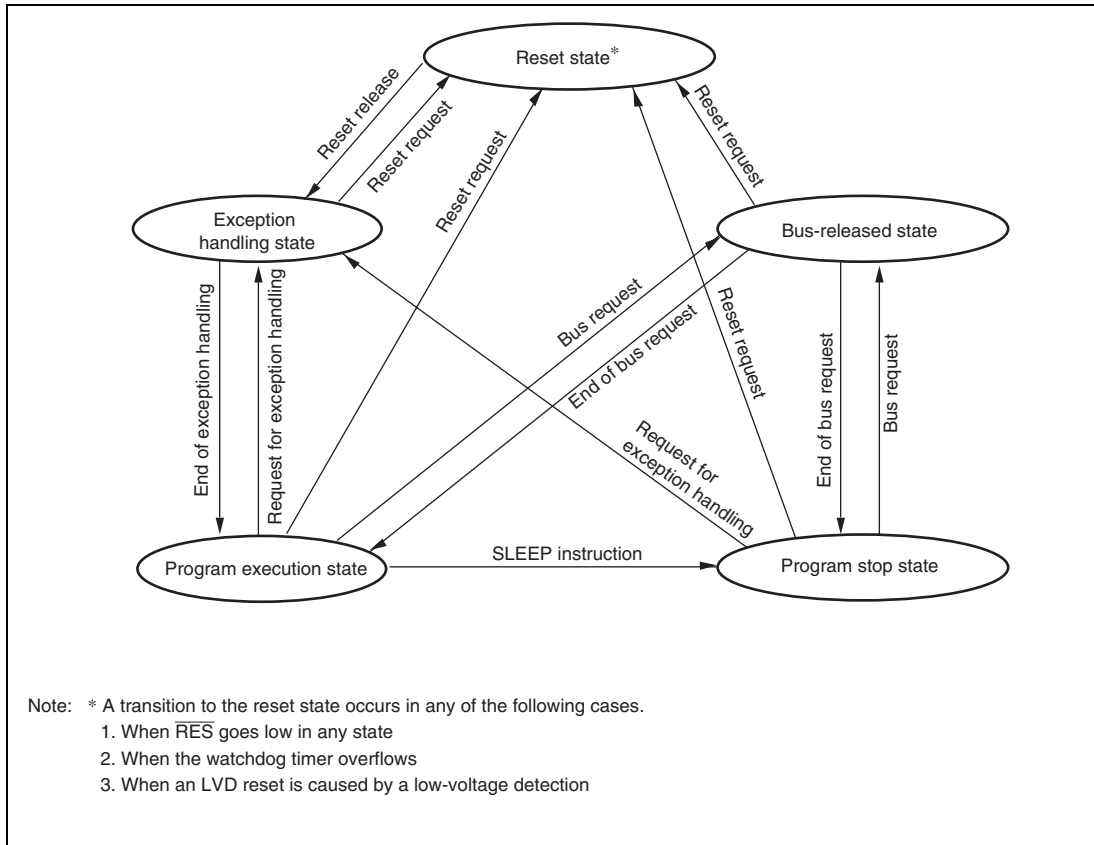 Reset state*
Reset release
Reset request
Reset request
Reset request
Exception
handling state
Bus-released state
End of exception handling
Request for exception handling
Bus request
End of bus request
Reset request
Request for
exception handling
End of bus request
Bus request
Program execution state
SLEEP instruction
Program stop state
Note: * A transition to the reset state occurs in any of the following cases.
1. When R̅E̅S̅ goes low in any state
2. When the watchdog timer overflows
3. When an LVD reset is caused by a low-voltage detection